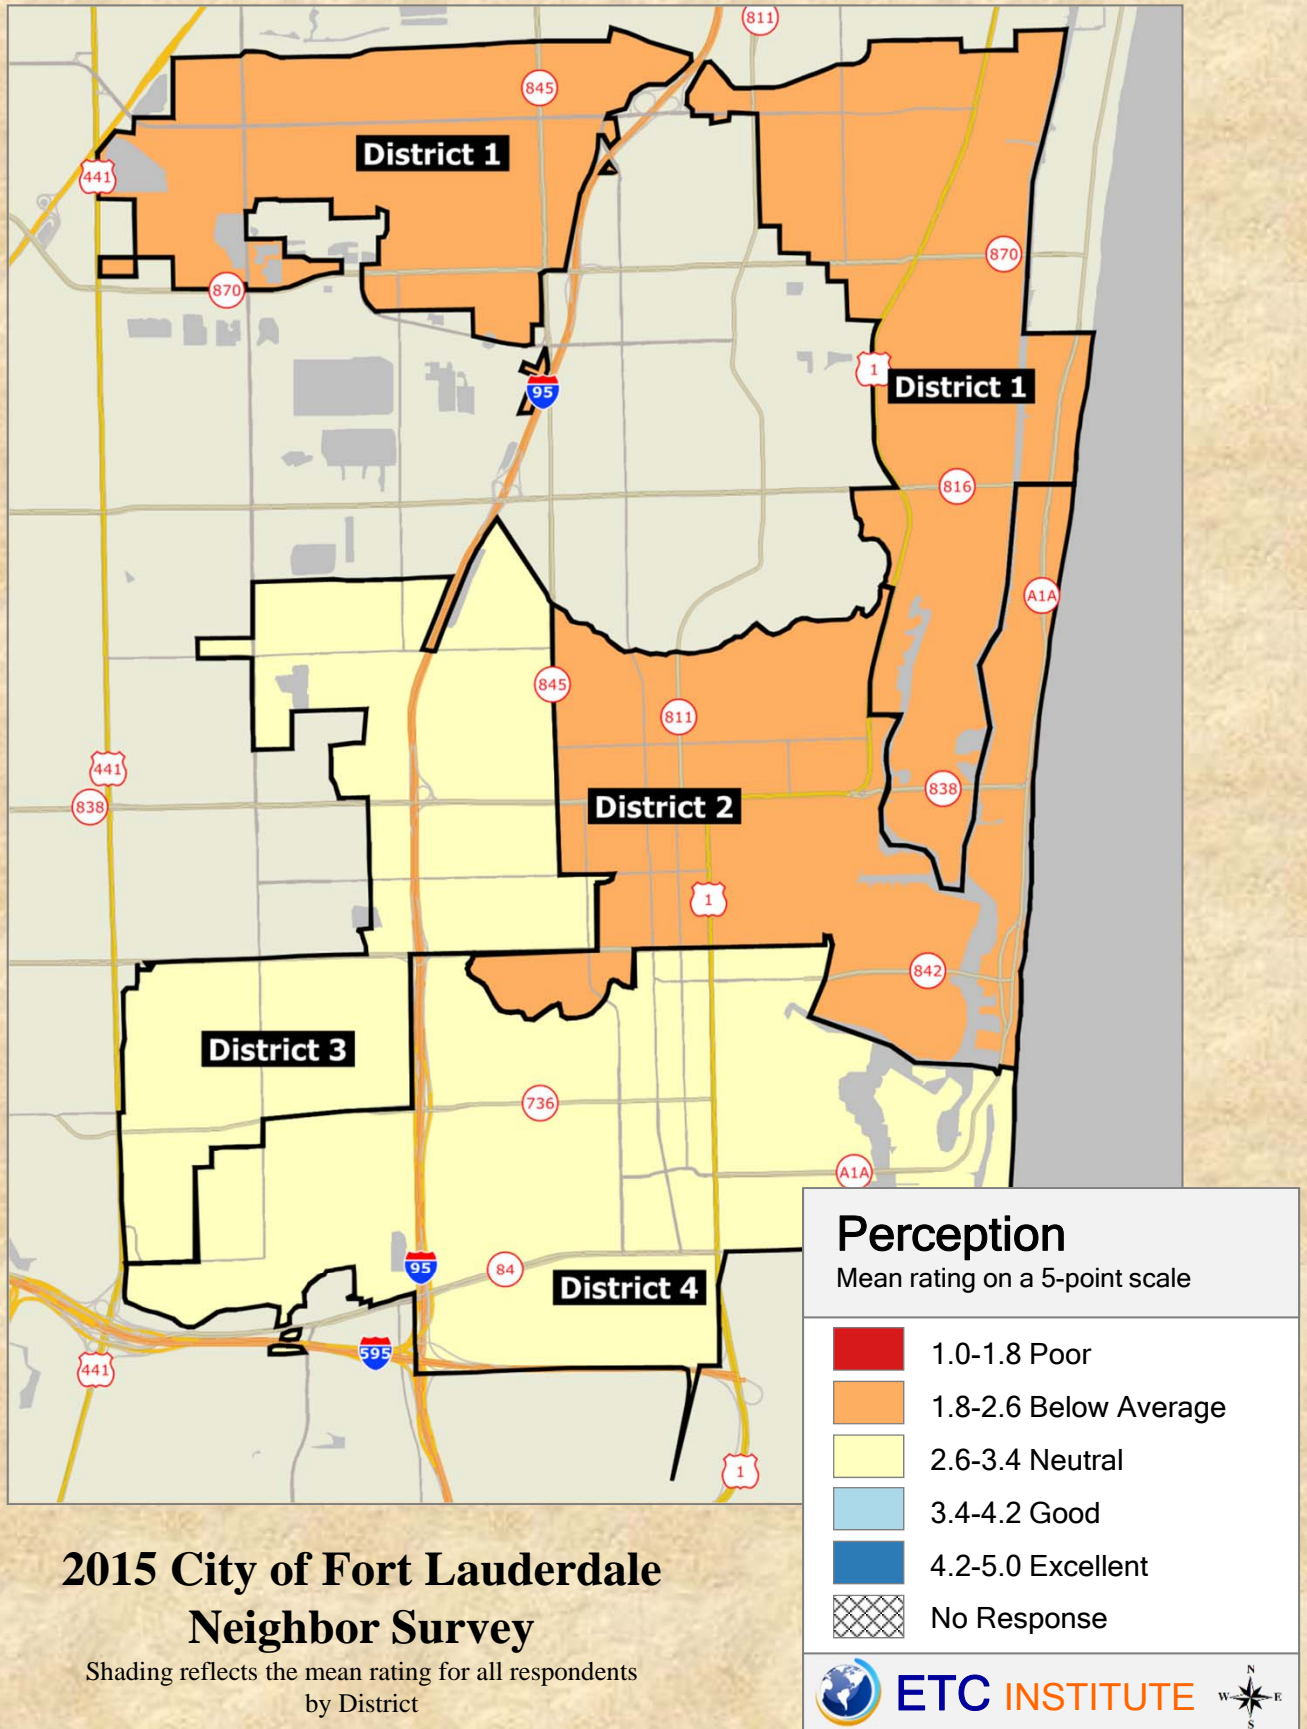 811
845
District 1
441
870
870
1
District 1
95
816
A1A
845
811
441
838
838
District 2
1
842
District 3
736
A1A
95
84
District 4
595
441
1
Perception
Mean rating on a 5-point scale
1.0-1.8 Poor
1.8-2.6 Below Average
2.6-3.4 Neutral
3.4-4.2 Good
4.2-5.0 Excellent
No Response
2015 City of Fort Lauderdale
Neighbor Survey
Shading reflects the mean rating for all respondents
by District
ETC INSTITUTE
N
W E
S